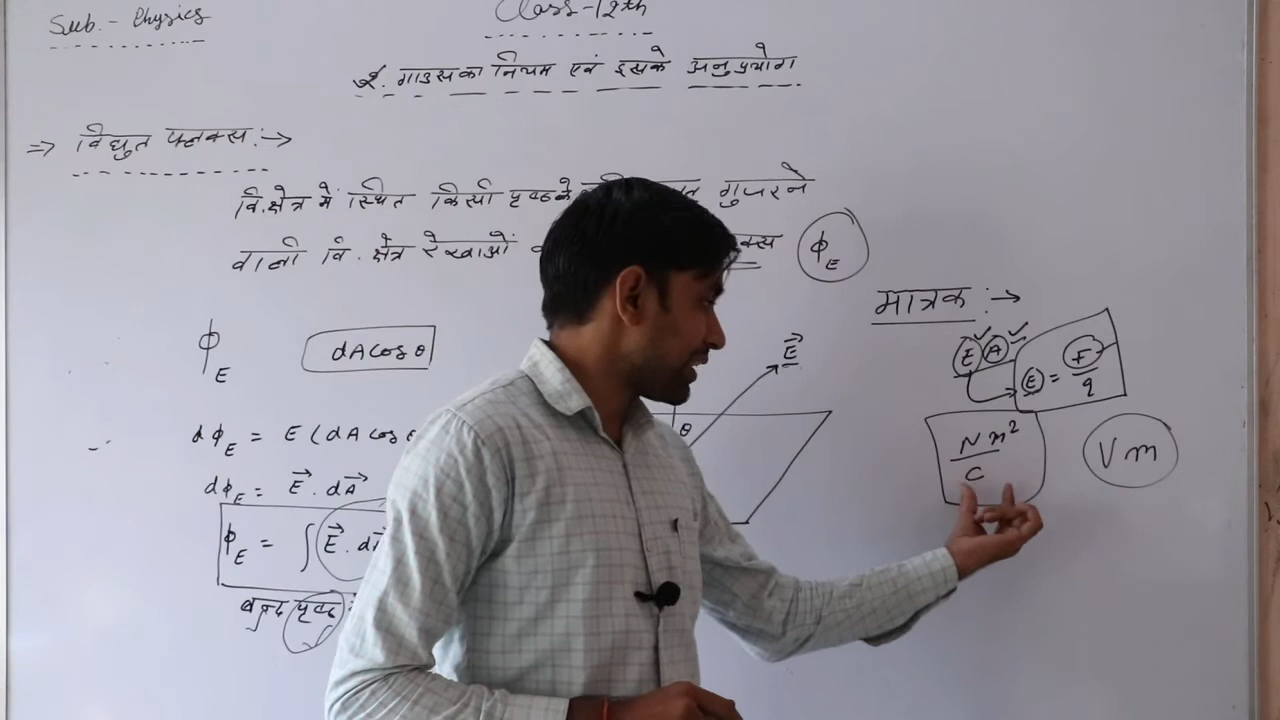 Sub. - Physics
Class-12th
2. गाउस का नियम एवं इसके अनुप्रयोग
=> विद्युत फ्लक्स :->
वि. क्षेत्र में स्थित किसी पृष्ठ के गुजरने
वाली वि. क्षेत्र रेखाओं
ϕE
ϕE dA cos θ
dϕE = E (dA cos θ
dϕE = E⃗ . dA⃗
ϕE = ∫ E⃗ . dA⃗
बन्द पृष्ठ
E⃗
θ
मात्रक :->
E A E = F/q
N m²/C
V m